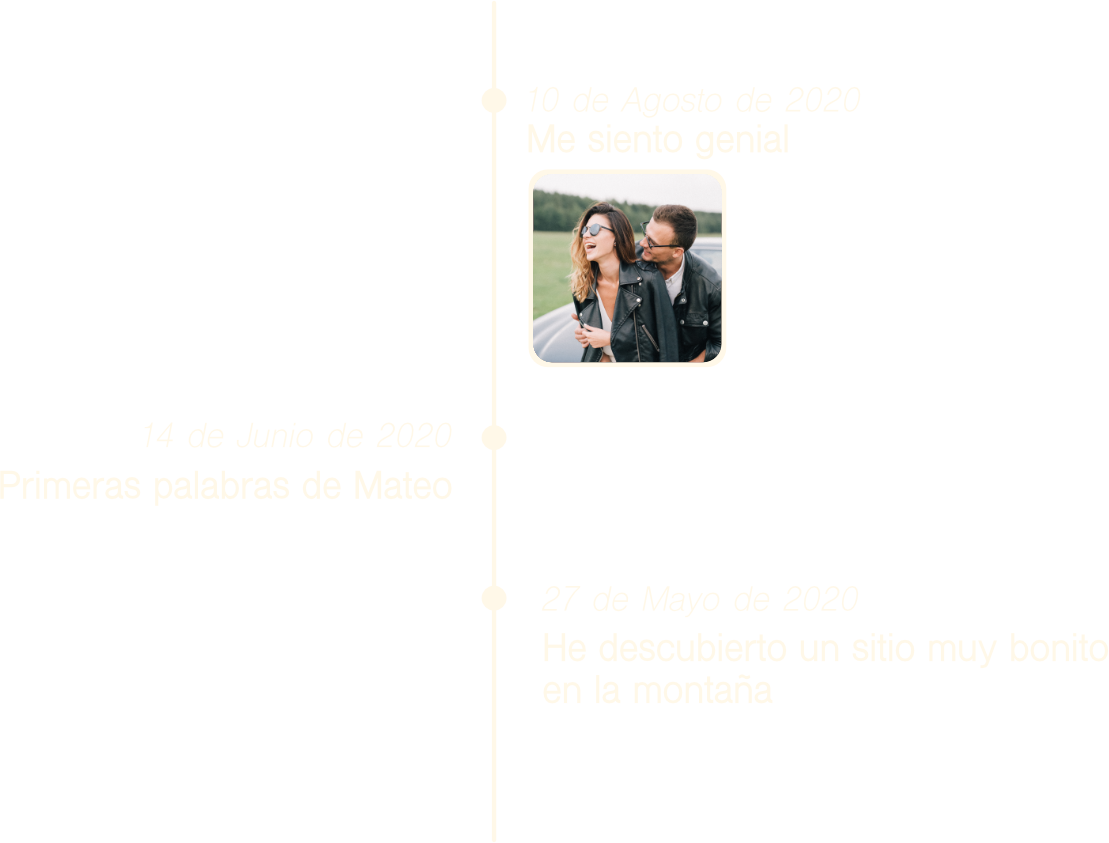 10 de Agosto de 2020
Me siento genial
14 de Junio de 2020
Primeras palabras de Mateo
27 de Mayo de 2020
He descubierto un sitio muy bonito
en la montaña